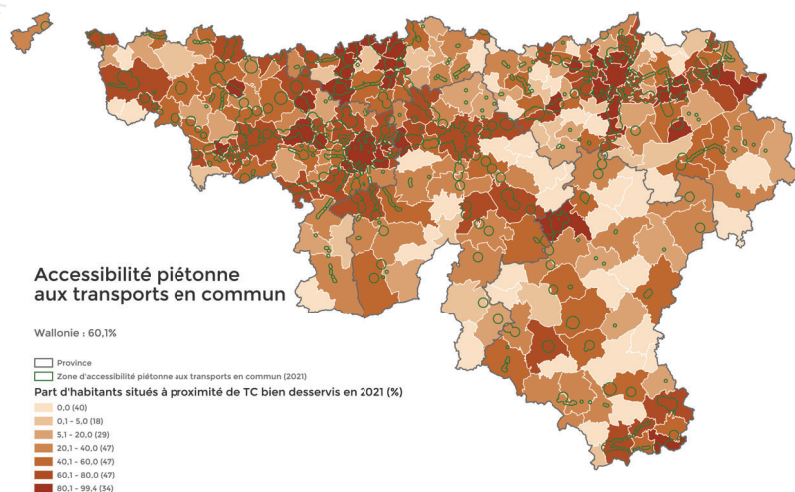 Accessibilité piétonne
aux transports en commun
Wallonie : 60,1%
Province
Zone d'accessibilité piétonne aux transports en commun (2021)
Part d'habitants situés à proximité de TC bien desservis en 2021 (%)
0,0 (40)
0,1 - 5,0 (18)
5,1 - 20,0 (29)
20,1 - 40,0 (47)
40,1 - 60,0 (47)
60,1 - 80,0 (47)
80,1 - 99,4 (34)